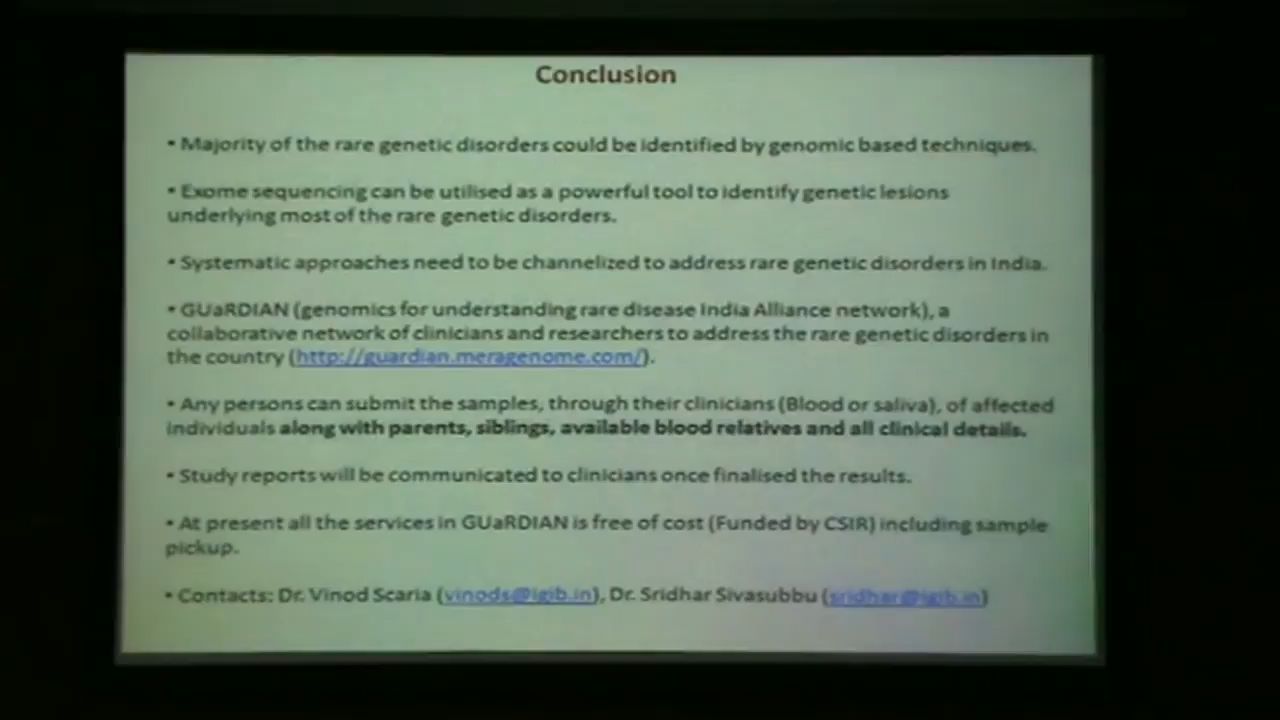 Conclusion
• Majority of the rare genetic disorders could be identified by genomic based techniques.
• Exome sequencing can be utilised as a powerful tool to identify genetic lesions
underlying most of the rare genetic disorders.
• Systematic approaches need to be channelized to address rare genetic disorders in India.
• GUaRDIAN (genomics for understanding rare disease India Alliance network), a
collaborative network of clinicians and researchers to address the rare genetic disorders in
the country (http://guardian.meragenome.com/).
• Any persons can submit the samples, through their clinicians (Blood or saliva), of affected
individuals along with parents, siblings, available blood relatives and all clinical details.
• Study reports will be communicated to clinicians once finalised the results.
• At present all the services in GUaRDIAN is free of cost (Funded by CSIR) including sample
pickup.
• Contacts: Dr. Vinod Scaria (vinods@igib.in), Dr. Sridhar Sivasubbu (sridhar@igib.in)